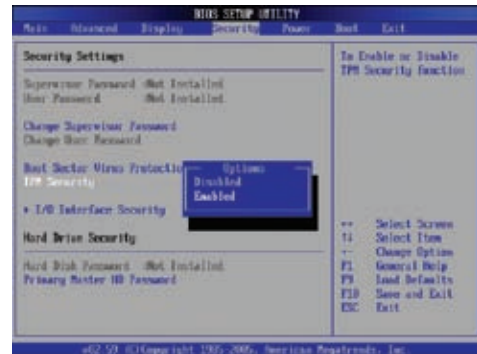 BIOS SETUP UTILITY
Main Advanced Display Security Power Boot Exit
Security Settings
Supervisor Password :Not Installed
User Password :Not Installed
Change Supervisor Password
Change User Password
Boot Sector Virus Protection
TPM Security
Options
Disabled
Enabled
+ I/O Interface Security
Hard Drive Security
Hard Disk Password :Not Installed
Primary Master HD Password
To Enable or Disable
TPM Security function
Select Screen
↑↓ Select Item
Change Option
F1 General Help
F9 Load Defaults
F10 Save and Exit
ESC Exit
v02.59 (C)Copyright 1985-2005, American Megatrends, Inc.